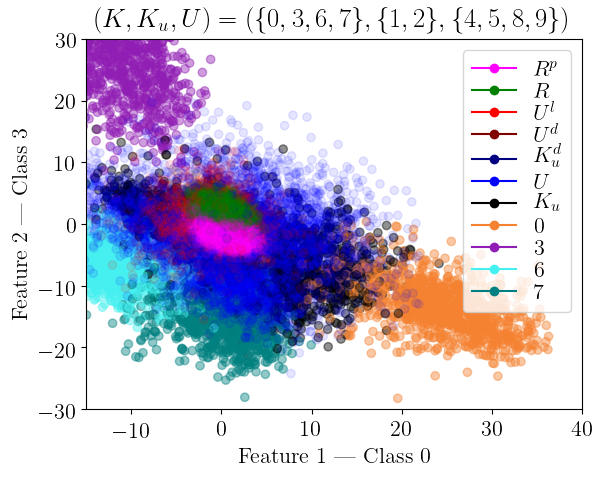 (K, K_u, U) = ({0, 3, 6, 7}, {1, 2}, {4, 5, 8, 9})
30
20
10
0
−10
−20
−30
Feature 2 — Class 3
R^p
R
U^l
U^d
K_u^d
U
K_u
0
3
6
7
−10
0
10
20
30
40
Feature 1 — Class 0